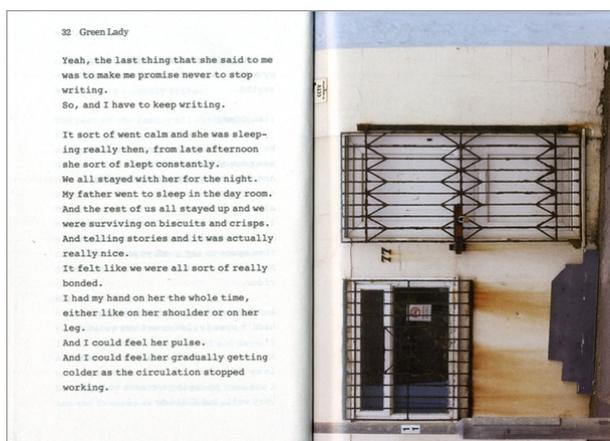 32 Green Lady
Yeah, the last thing that she said to me
was to make me promise never to stop
writing.
So, and I have to keep writing.
It sort of went calm and she was sleep-
ing really then, from late afternoon
she sort of slept constantly.
We all stayed with her for the night.
My father went to sleep in the day room.
And the rest of us all stayed up and we
were surviving on biscuits and crisps.
And telling stories and it was actually
really nice.
It felt like we were all sort of really
bonded.
I had my hand on her the whole time,
either like on her shoulder or on her
leg.
And I could feel her pulse.
And I could feel her gradually getting
colder as the circulation stopped
working.
77
11